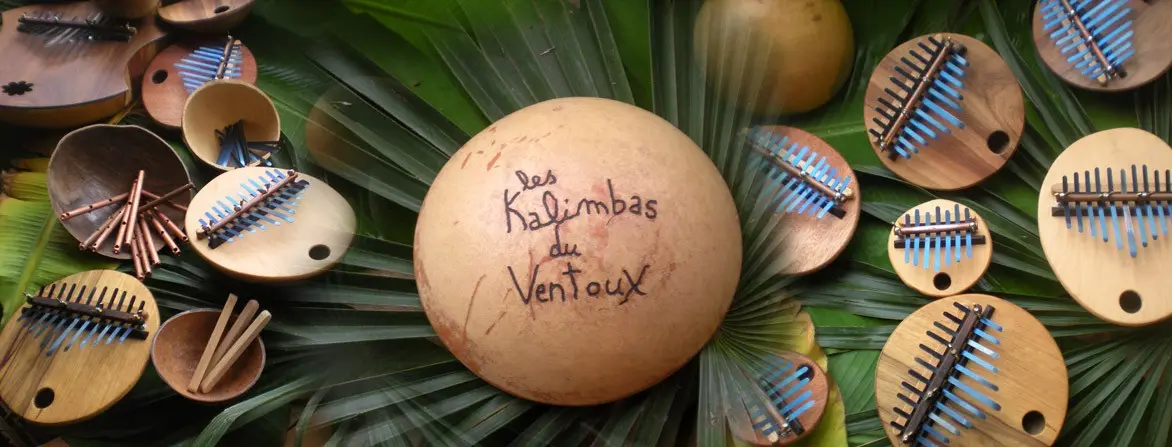 les
Kalimbas
du
Ventoux